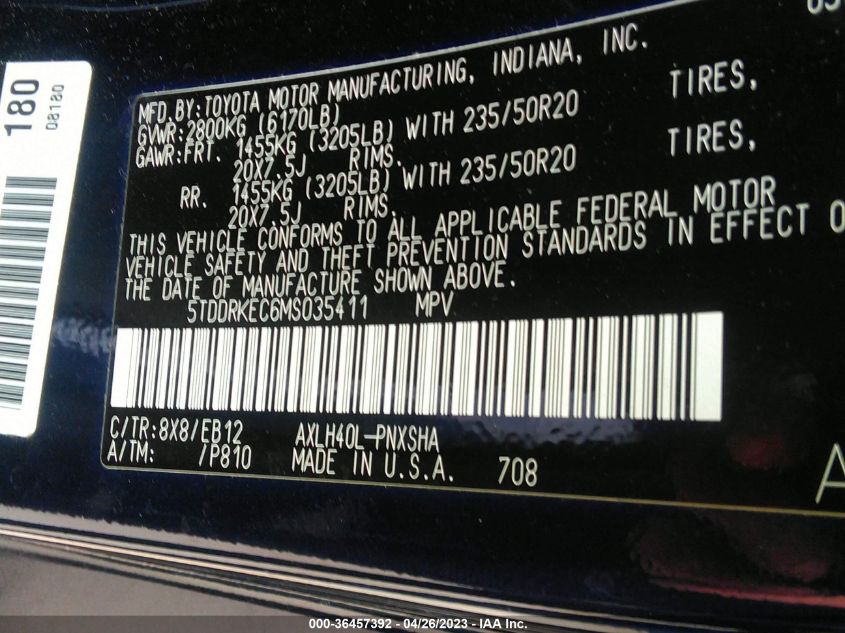 180
08180
MFD.BY:TOYOTA MOTOR MANUFACTURING, INDIANA, INC.
GVWR:2800KG (6170LB)
GAWR:FRT. 1455KG (3205LB) WITH 235/50R20 TIRES,
20X7.5J RIMS.
RR. 1455KG (3205LB) WITH 235/50R20 TIRES,
20X7.5J RIMS.
THIS VEHICLE CONFORMS TO ALL APPLICABLE FEDERAL MOTOR
VEHICLE SAFETY AND THEFT PREVENTION STANDARDS IN EFFECT O
THE DATE OF MANUFACTURE SHOWN ABOVE.
5TDDRKEC6MS035411 MPV
C/TR:8X8/EB12 AXLH40L-PNXSHA
A/TM: /P810 MADE IN U.S.A. 708
A
000-36457392 - 04/26/2023 - IAA Inc.